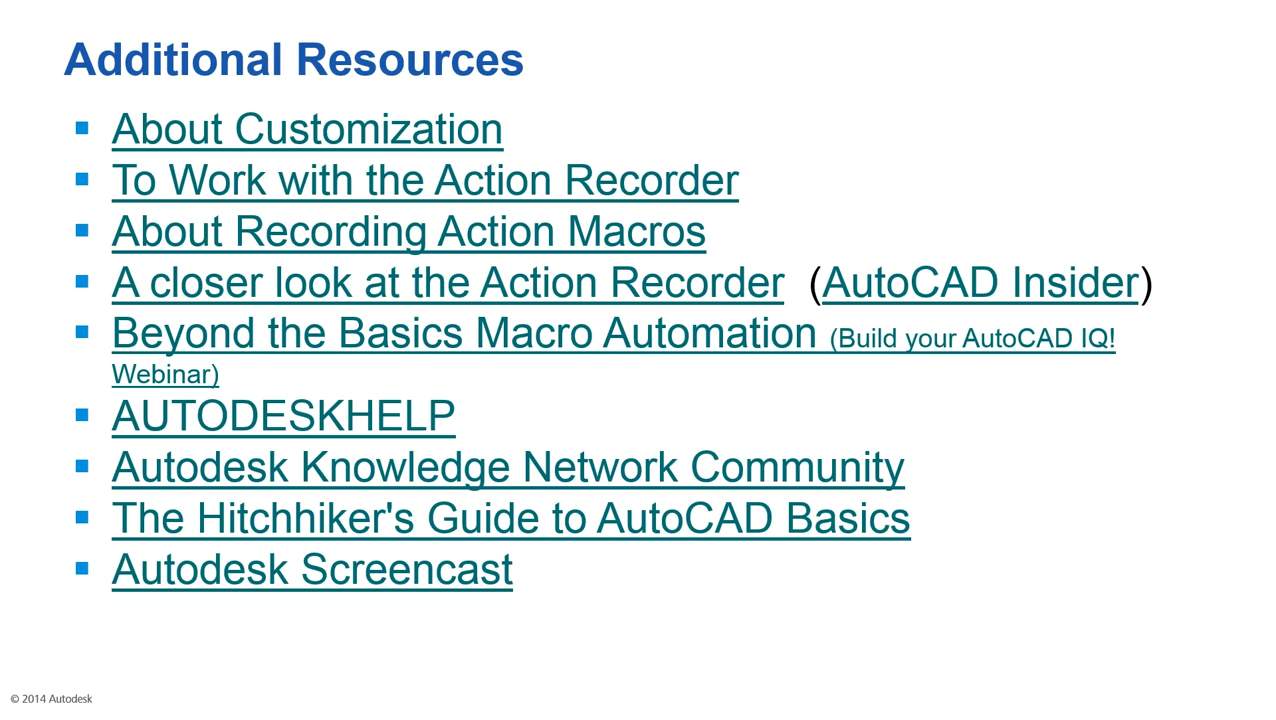 Additional Resources
About Customization
To Work with the Action Recorder
About Recording Action Macros
A closer look at the Action Recorder (AutoCAD Insider)
Beyond the Basics Macro Automation (Build your AutoCAD IQ!
Webinar)
AUTODESKHELP
Autodesk Knowledge Network Community
The Hitchhiker's Guide to AutoCAD Basics
Autodesk Screencast
© 2014 Autodesk